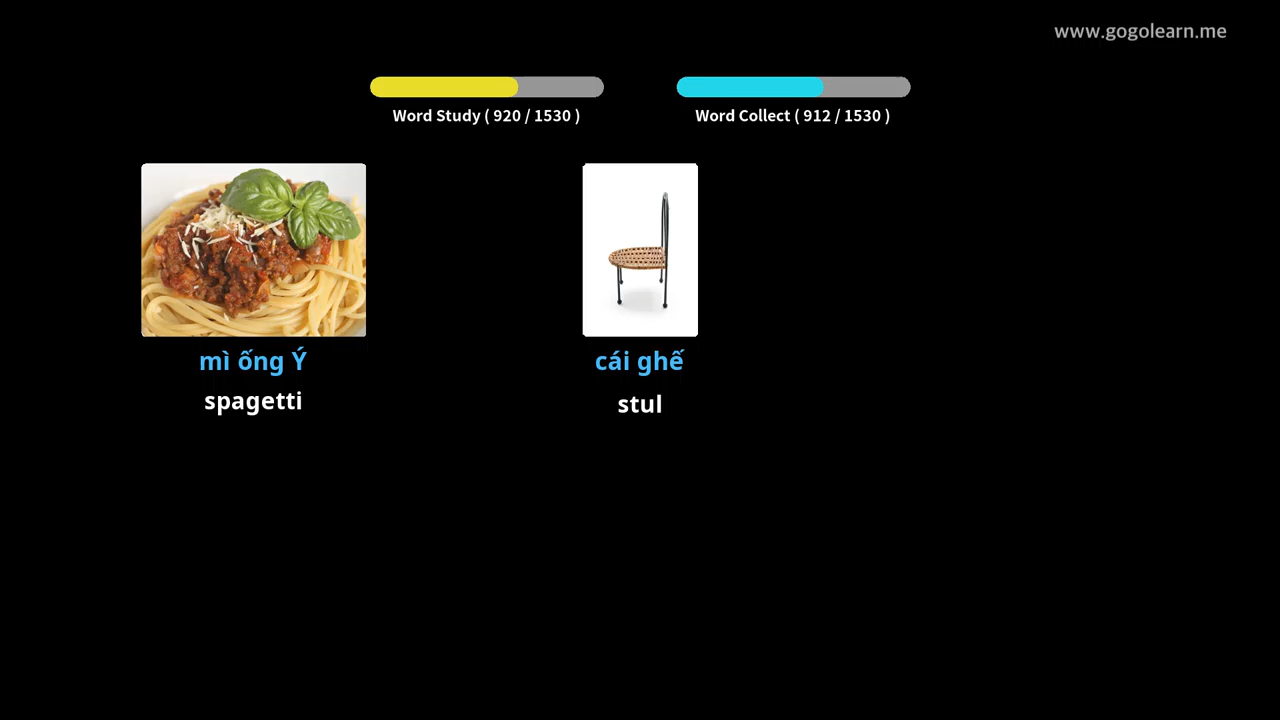 www.gogolearn.me
Word Study ( 920 / 1530 )
Word Collect ( 912 / 1530 )
mì ống Ý
spagetti
cái ghế
stul